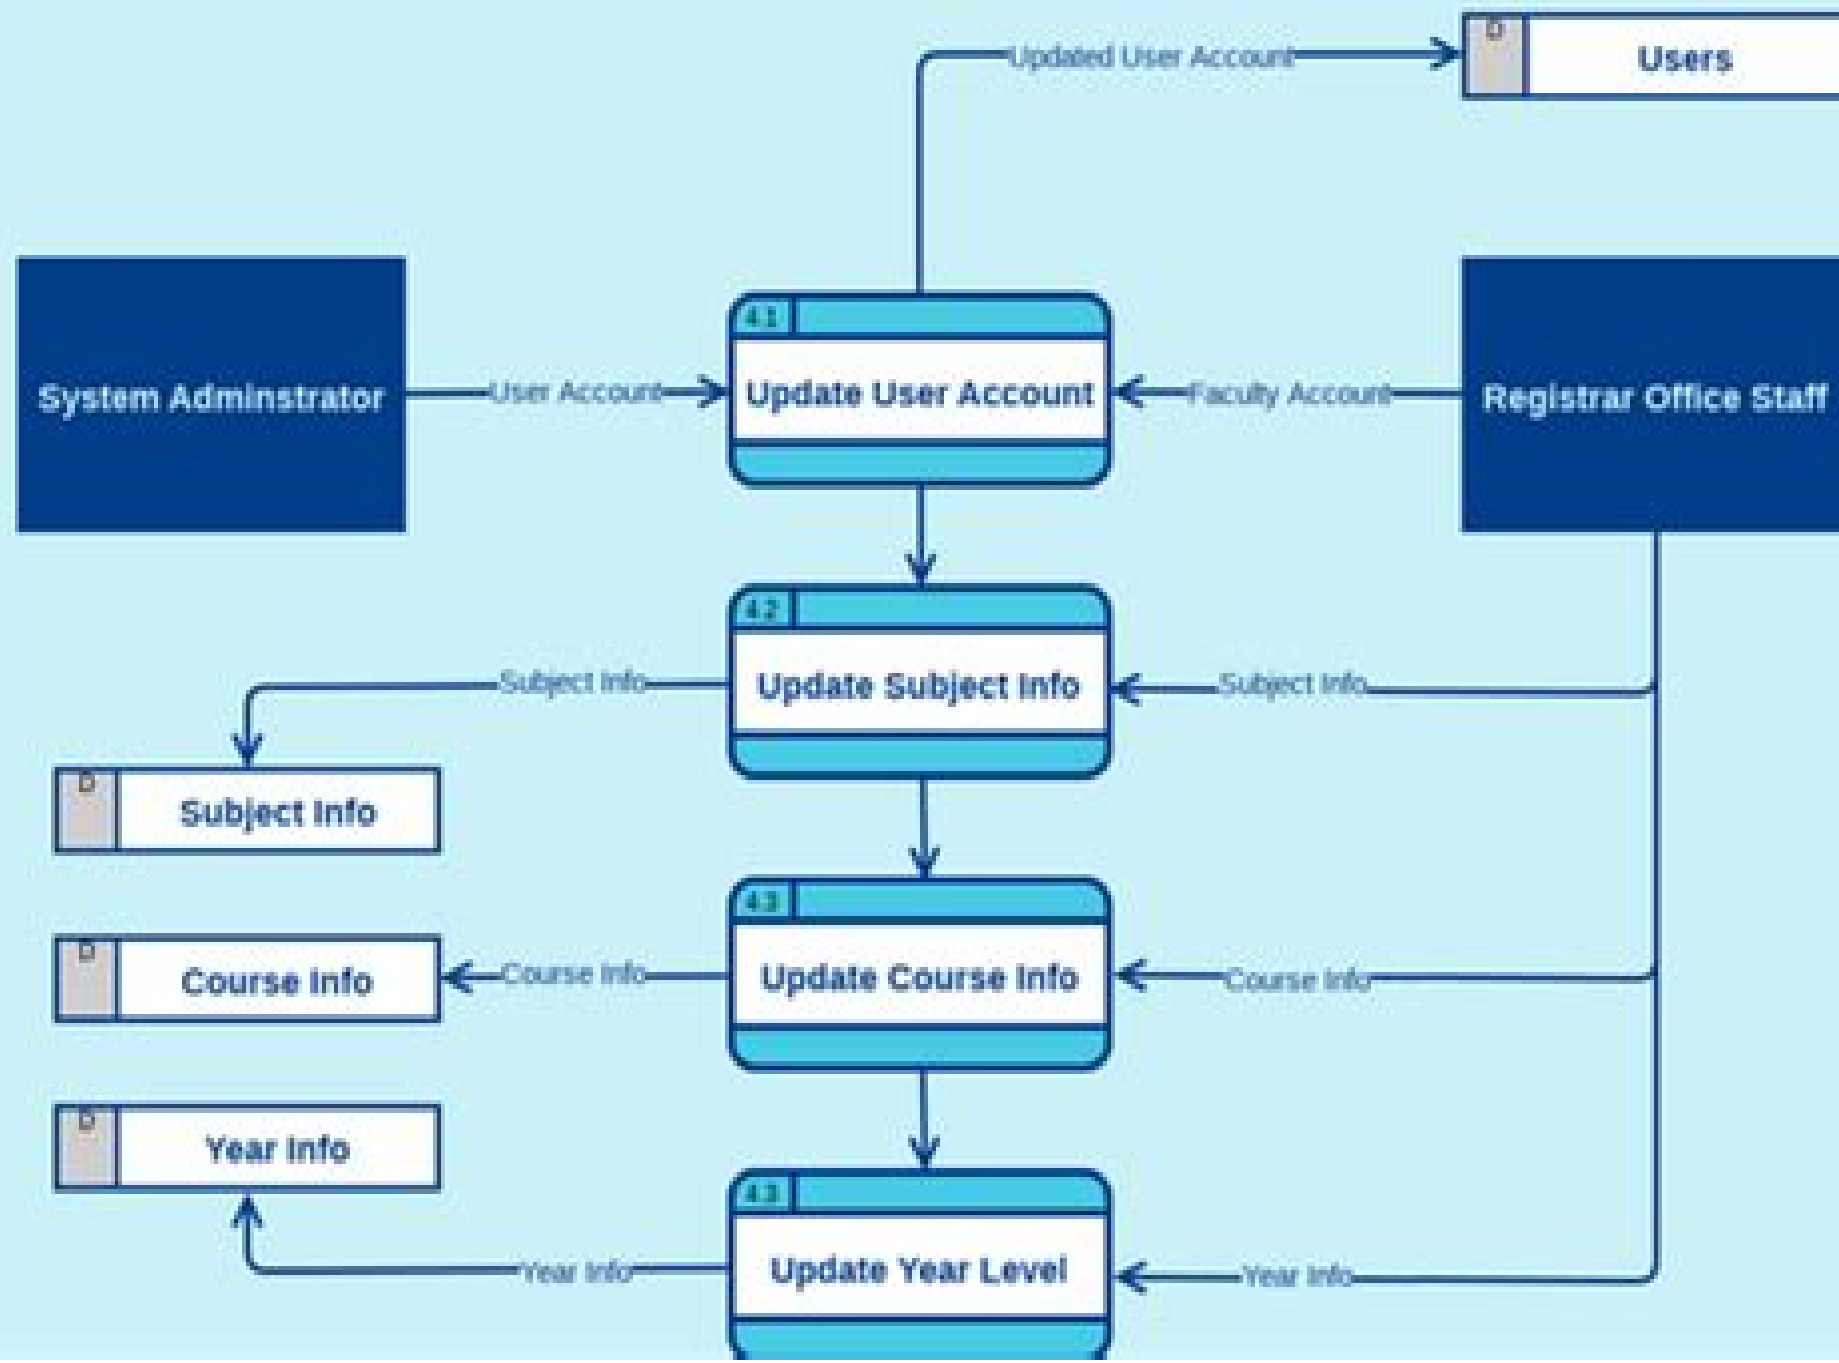 Updated User Account
D
Users
System Adminstrator
User Account
4.1
Update User Account
Faculty Account
Registrar Office Staff
4.2
Subject Info
Update Subject Info
Subject Info
D
Subject Info
4.3
D
Course Info
Course Info
Update Course Info
Course Info
D
Year Info
4.3
Year Info
Update Year Level
Year Info